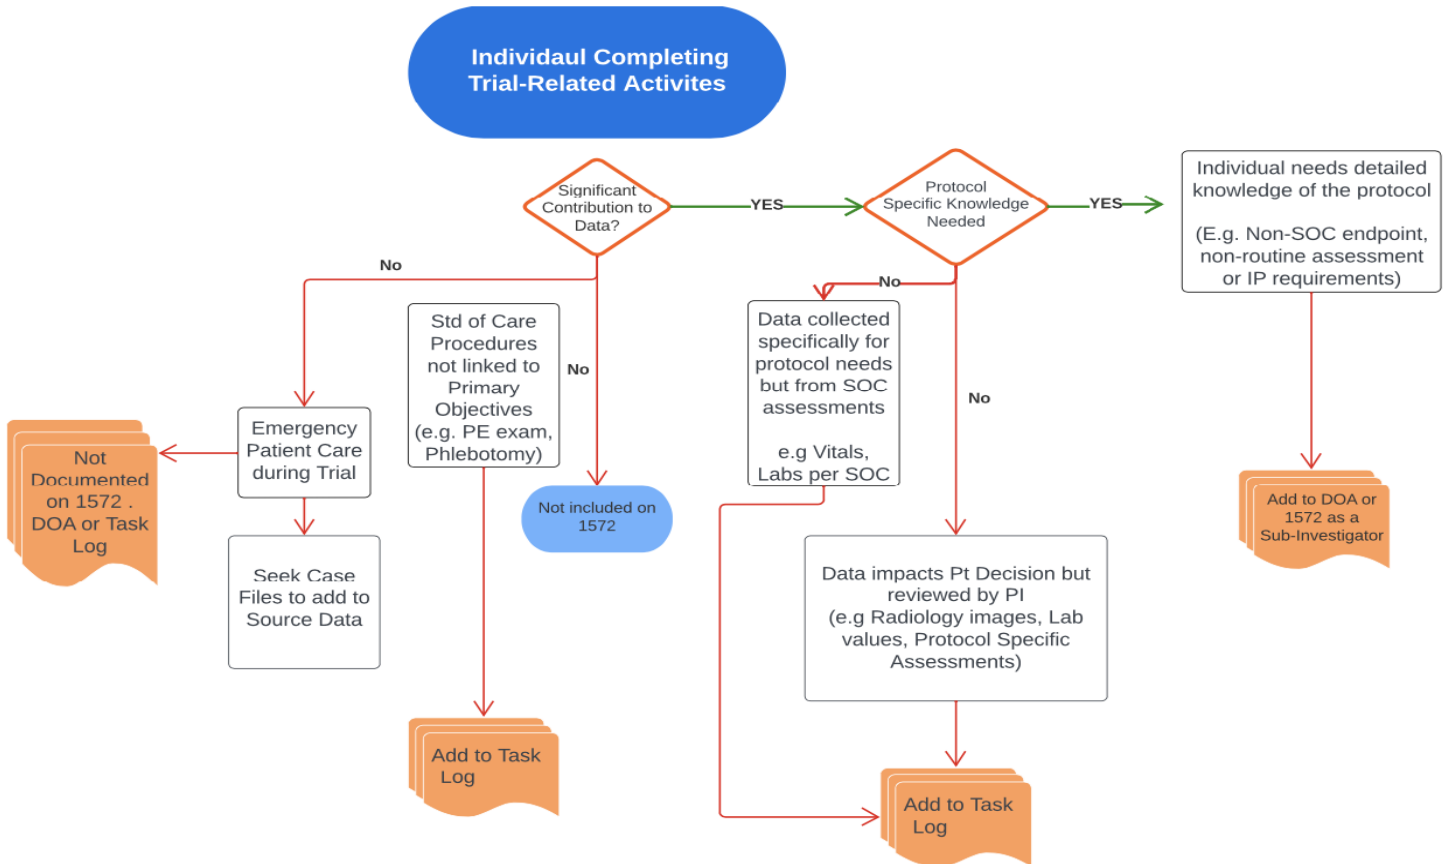 Individaul Completing
Trial-Related Activites
Significant
Contribution to
Data?
YES
Protocol
Specific Knowledge
Needed
YES
Individual needs detailed
knowledge of the protocol
(E.g. Non-SOC endpoint,
non-routine assessment
or IP requirements)
No
Std of Care
Procedures
not linked to
Primary
Objectives
(e.g. PE exam,
Phlebotomy)
No
No
Data collected
specifically for
protocol needs
but from SOC
assessments
e.g Vitals,
Labs per SOC
No
Emergency
Patient Care
during Trial
Not
Documented
on 1572 .
DOA or Task
Log
Seek Case
Files to add to
Source Data
Not included on
1572
Add to DOA or
1572 as a
Sub-Investigator
Data impacts Pt Decision but
reviewed by PI
(e.g Radiology images, Lab
values, Protocol Specific
Assessments)
Add to Task
Log
Add to Task
Log